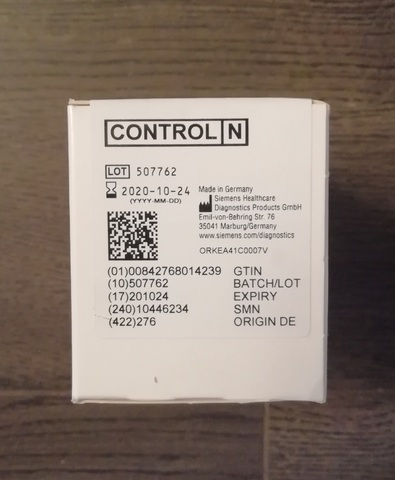 CONTROL N
LOT 507762
2020-10-24
(YYYY-MM-DD)
Made in Germany
Siemens Healthcare
Diagnostics Products GmbH
Emil-von-Behring Str. 76
35041 Marburg/Germany
www.siemens.com/diagnostics
ORKEA41C0007V
(01)00842768014239 GTIN
(10)507762 BATCH/LOT
(17)201024 EXPIRY
(240)10446234 SMN
(422)276 ORIGIN DE